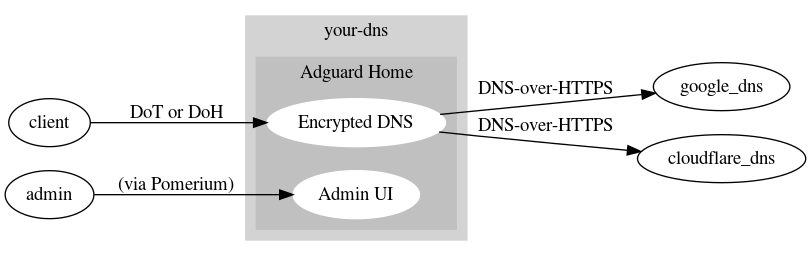 your-dns
Adguard Home
client
DoT or DoH
Encrypted DNS
DNS-over-HTTPS
google_dns
DNS-over-HTTPS
cloudflare_dns
admin
(via Pomerium)
Admin UI